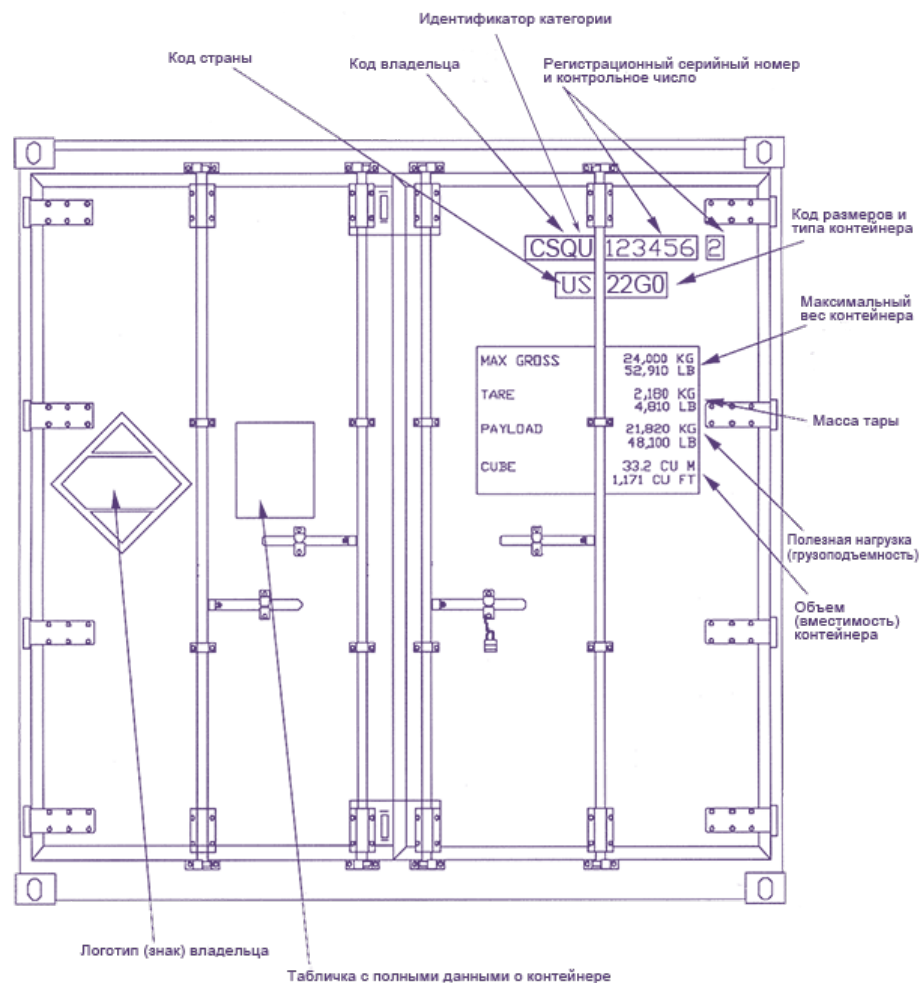 Идентификатор категории
Код страны
Код владельца
Регистрационный серийный номер
и контрольное число
Код размеров и
типа контейнера
CSQU 123456 2
US 22G0
Максимальный
вес контейнера
MAX GROSS 24,000 KG
52,910 LB
TARE 2,180 KG
4,810 LB
Масса тары
PAYLOAD 21,820 KG
48,100 LB
CUBE 33.2 CU M
1,171 CU FT
Полезная нагрузка
(грузоподъемность)
Объем
(вместимость)
контейнера
Логотип (знак) владельца
Табличка с полными данными о контейнере